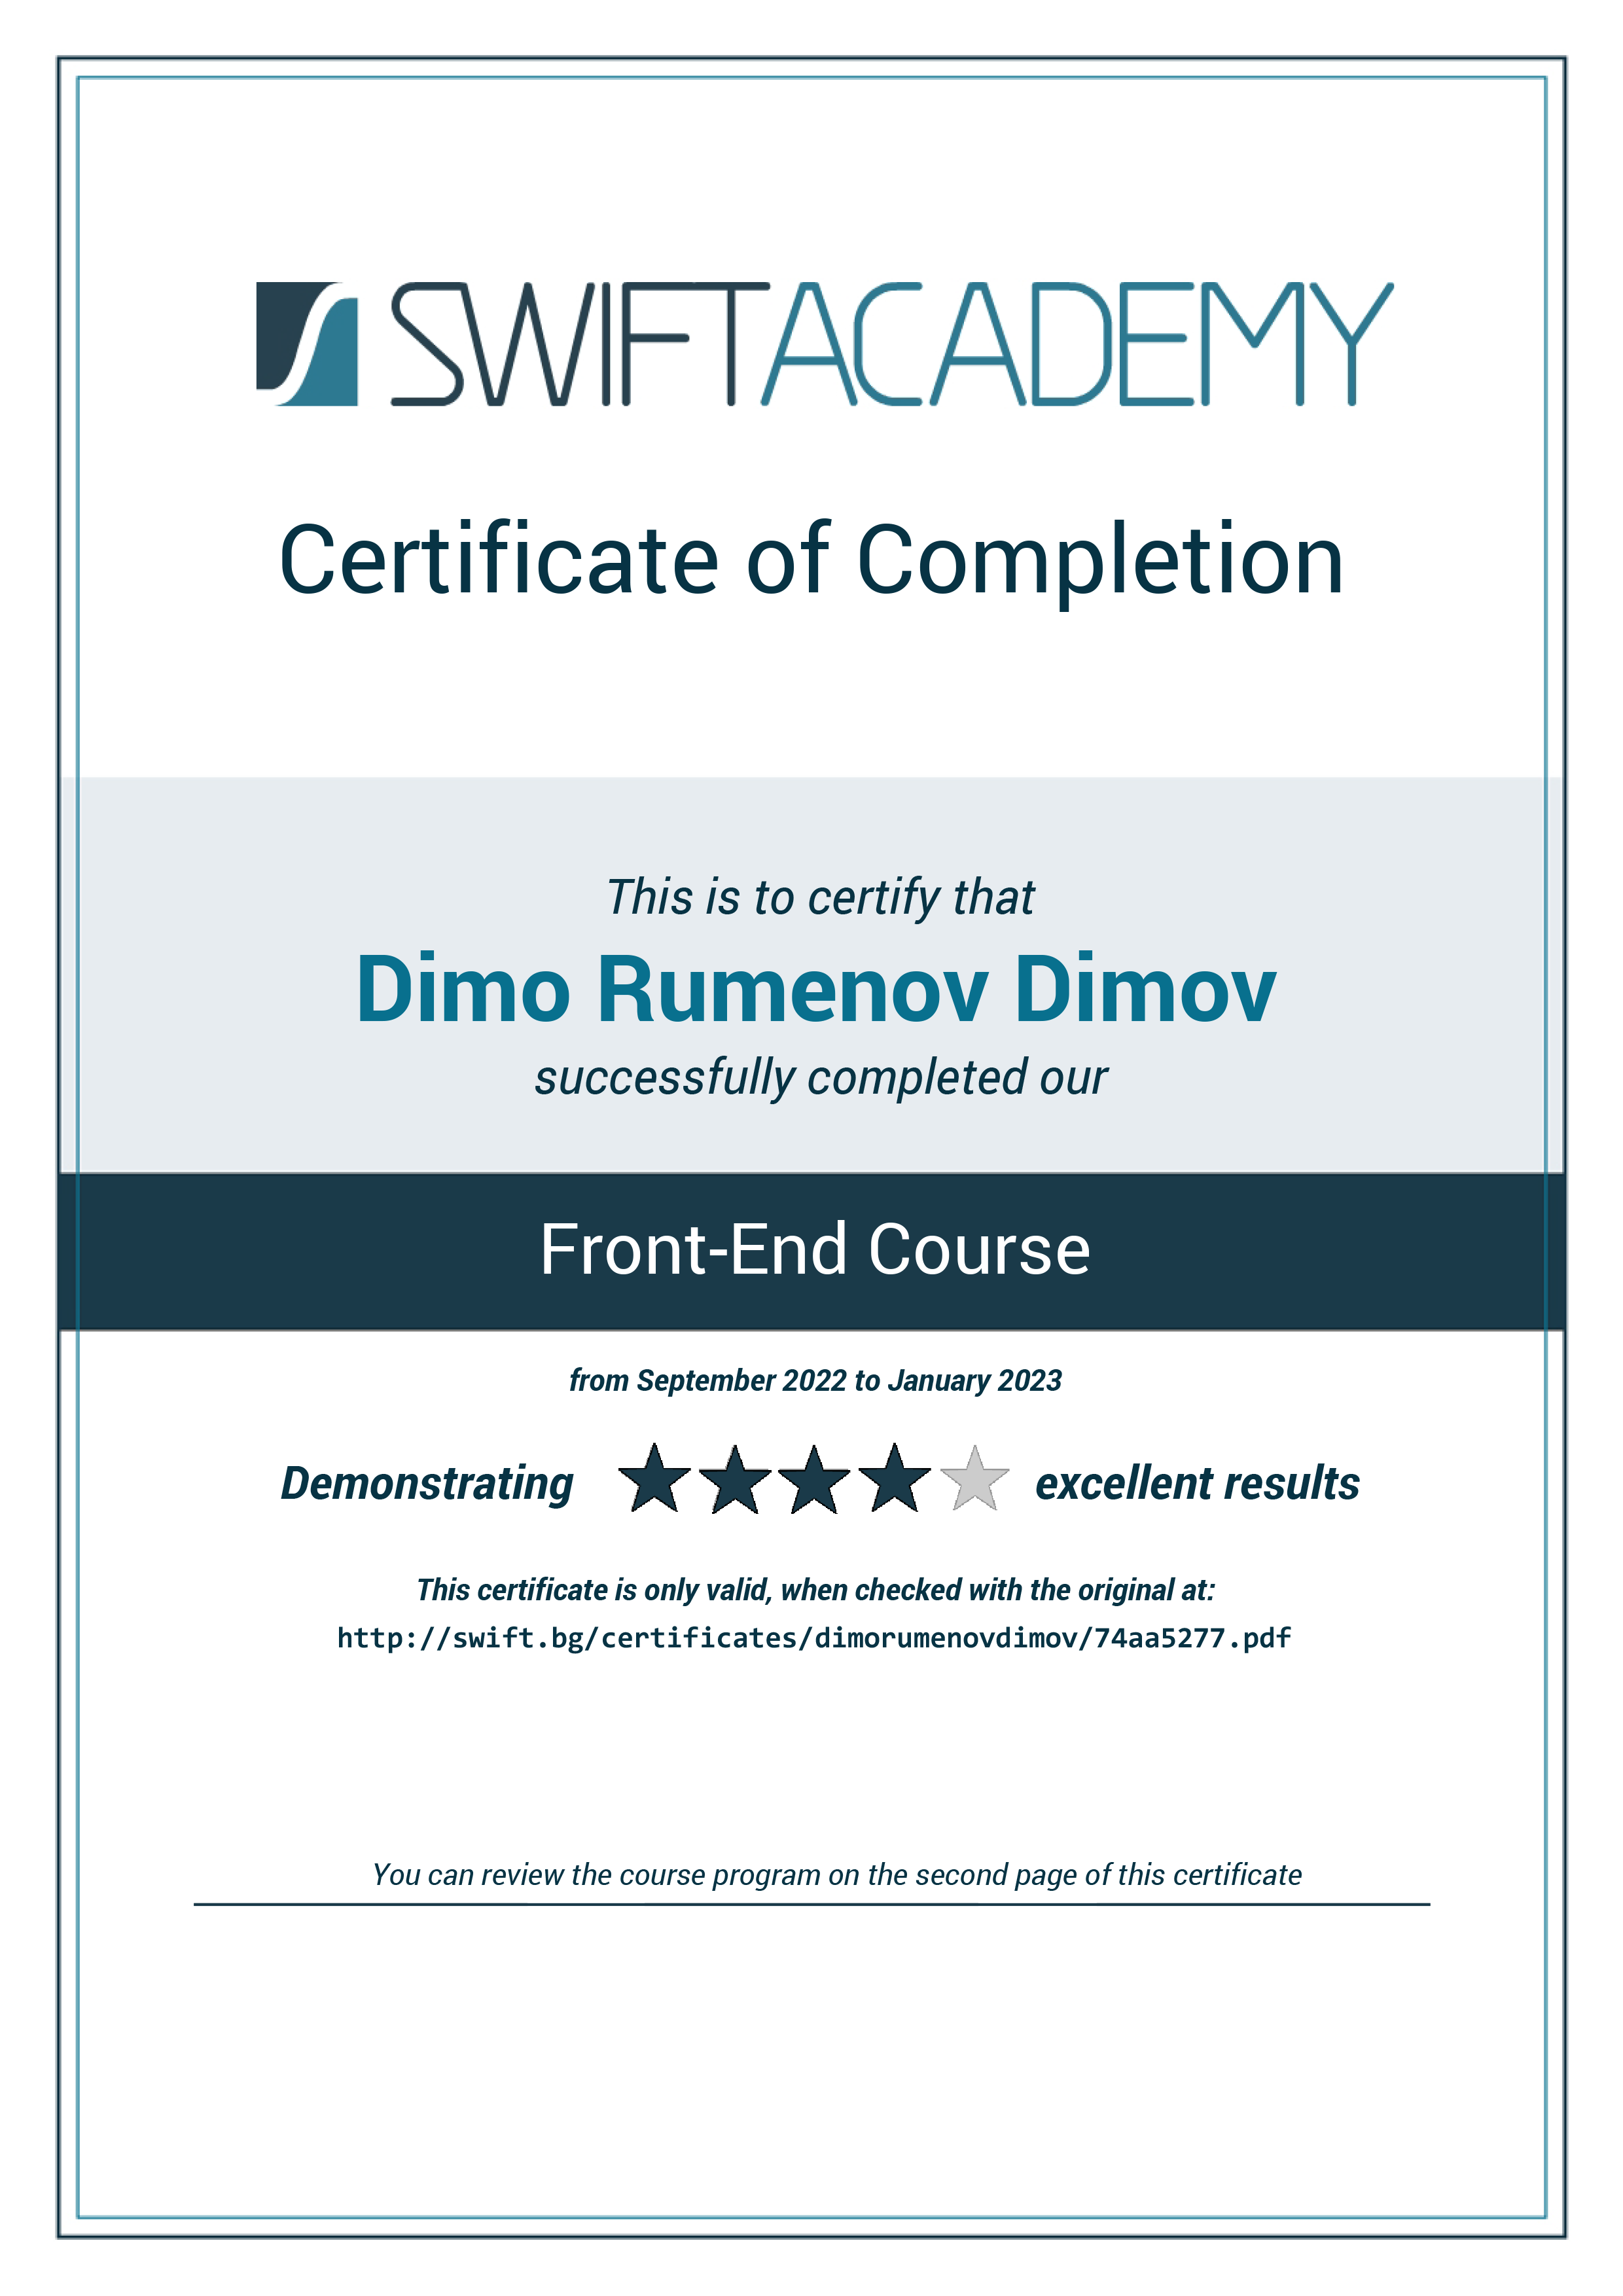 SWIFTACADEMY
Certificate of Completion
This is to certify that
Dimo Rumenov Dimov
successfully completed our
Front-End Course
from September 2022 to January 2023
Demonstrating excellent results
This certificate is only valid, when checked with the original at:
http://swift.bg/certificates/dimorumenovdimov/74aa5277.pdf
You can review the course program on the second page of this certificate